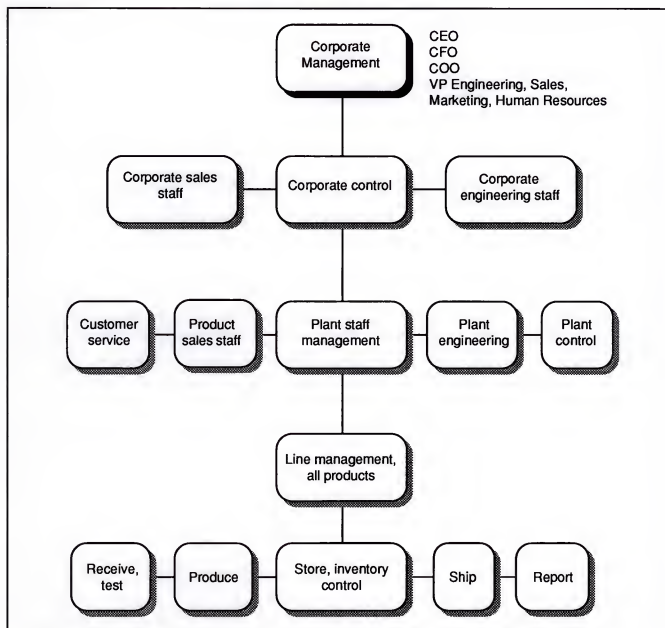 Corporate
Management
CEO
CFO
COO
VP Engineering, Sales,
Marketing, Human Resources
Corporate sales
staff
Corporate control
Corporate
engineering staff
Customer
service
Product
sales staff
Plant staff
management
Plant
engineering
Plant
control
Line management,
all products
Receive,
test
Produce
Store, inventory
control
Ship
Report